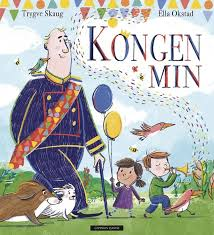 Trygve Skaug
Ella Okstad
KONGEN
MIN